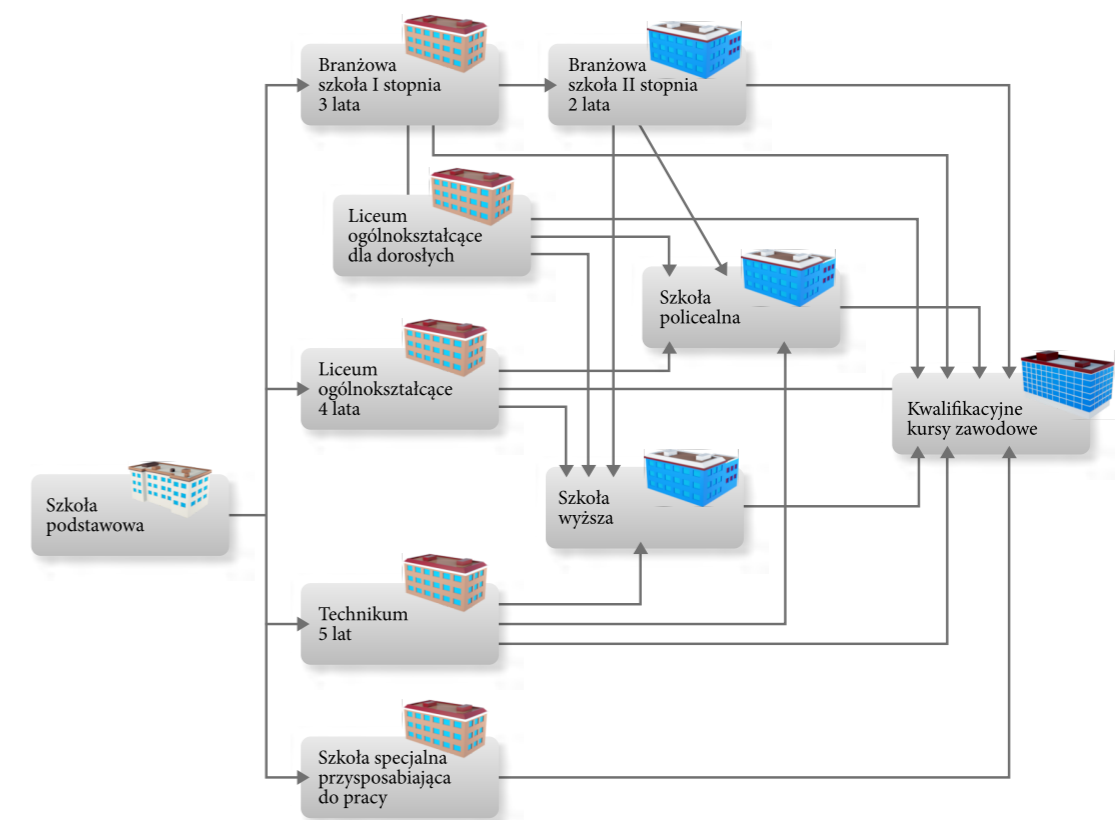 Branżowa
szkoła I stopnia
3 lata
Branżowa
szkoła II stopnia
2 lata
Liceum
ogólnokształcące
dla dorosłych
Szkoła
policealna
Liceum
ogólnokształcące
4 lata
Kwalifikacyjne
kursy zawodowe
Szkoła
podstawowa
Szkoła
wyższa
Technikum
5 lat
Szkoła specjalna
przysposabiająca
do pracy